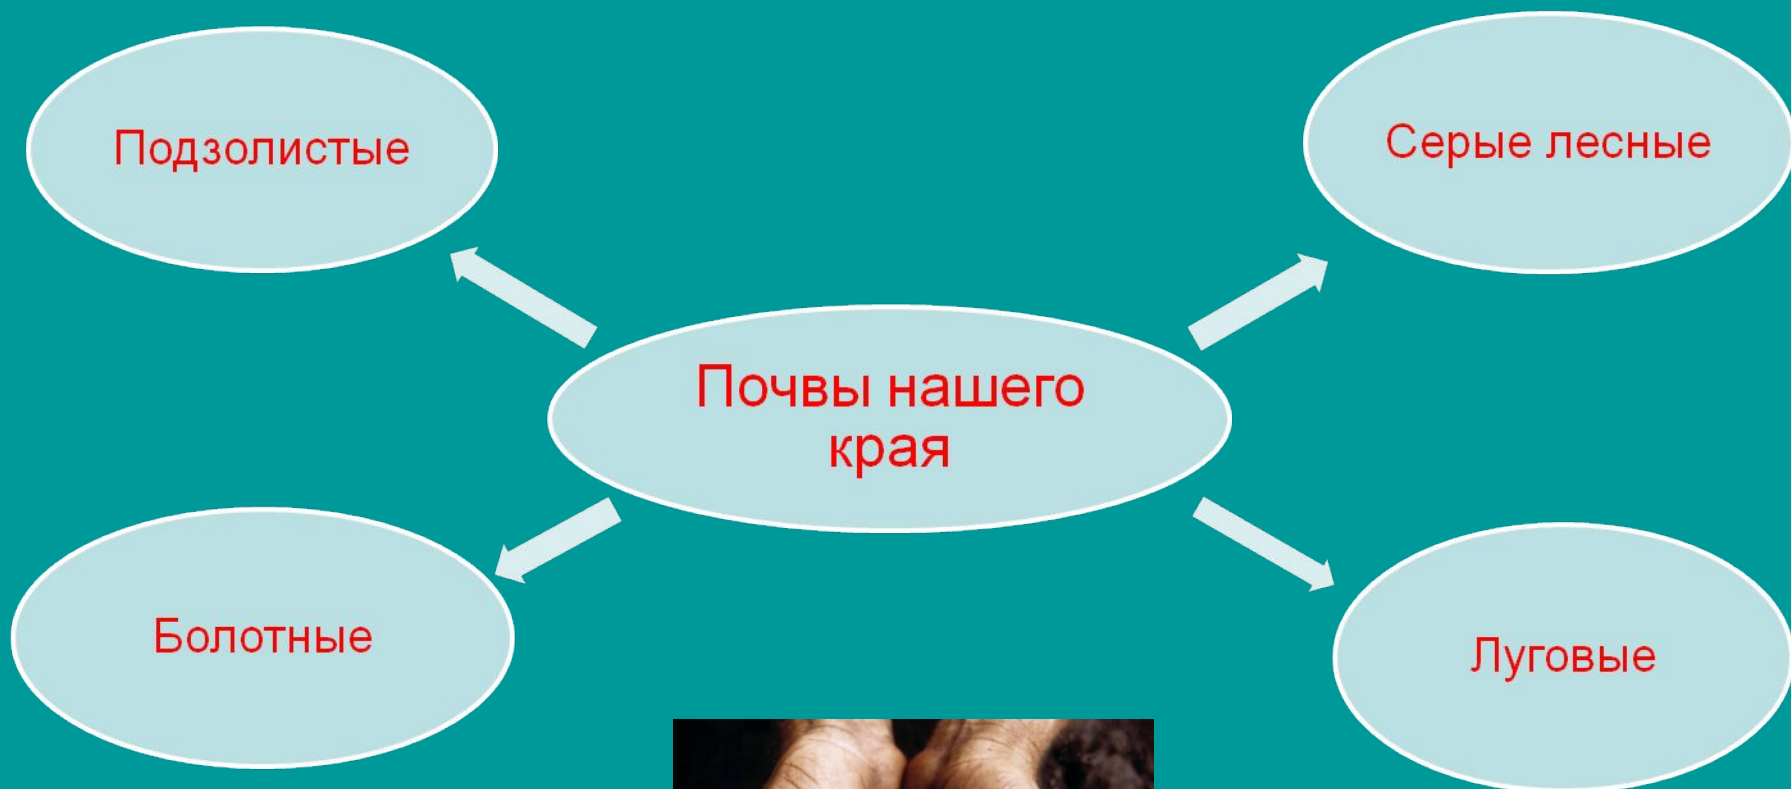 Подзолистые
Серые лесные
Почвы нашего
края
Болотные
Луговые